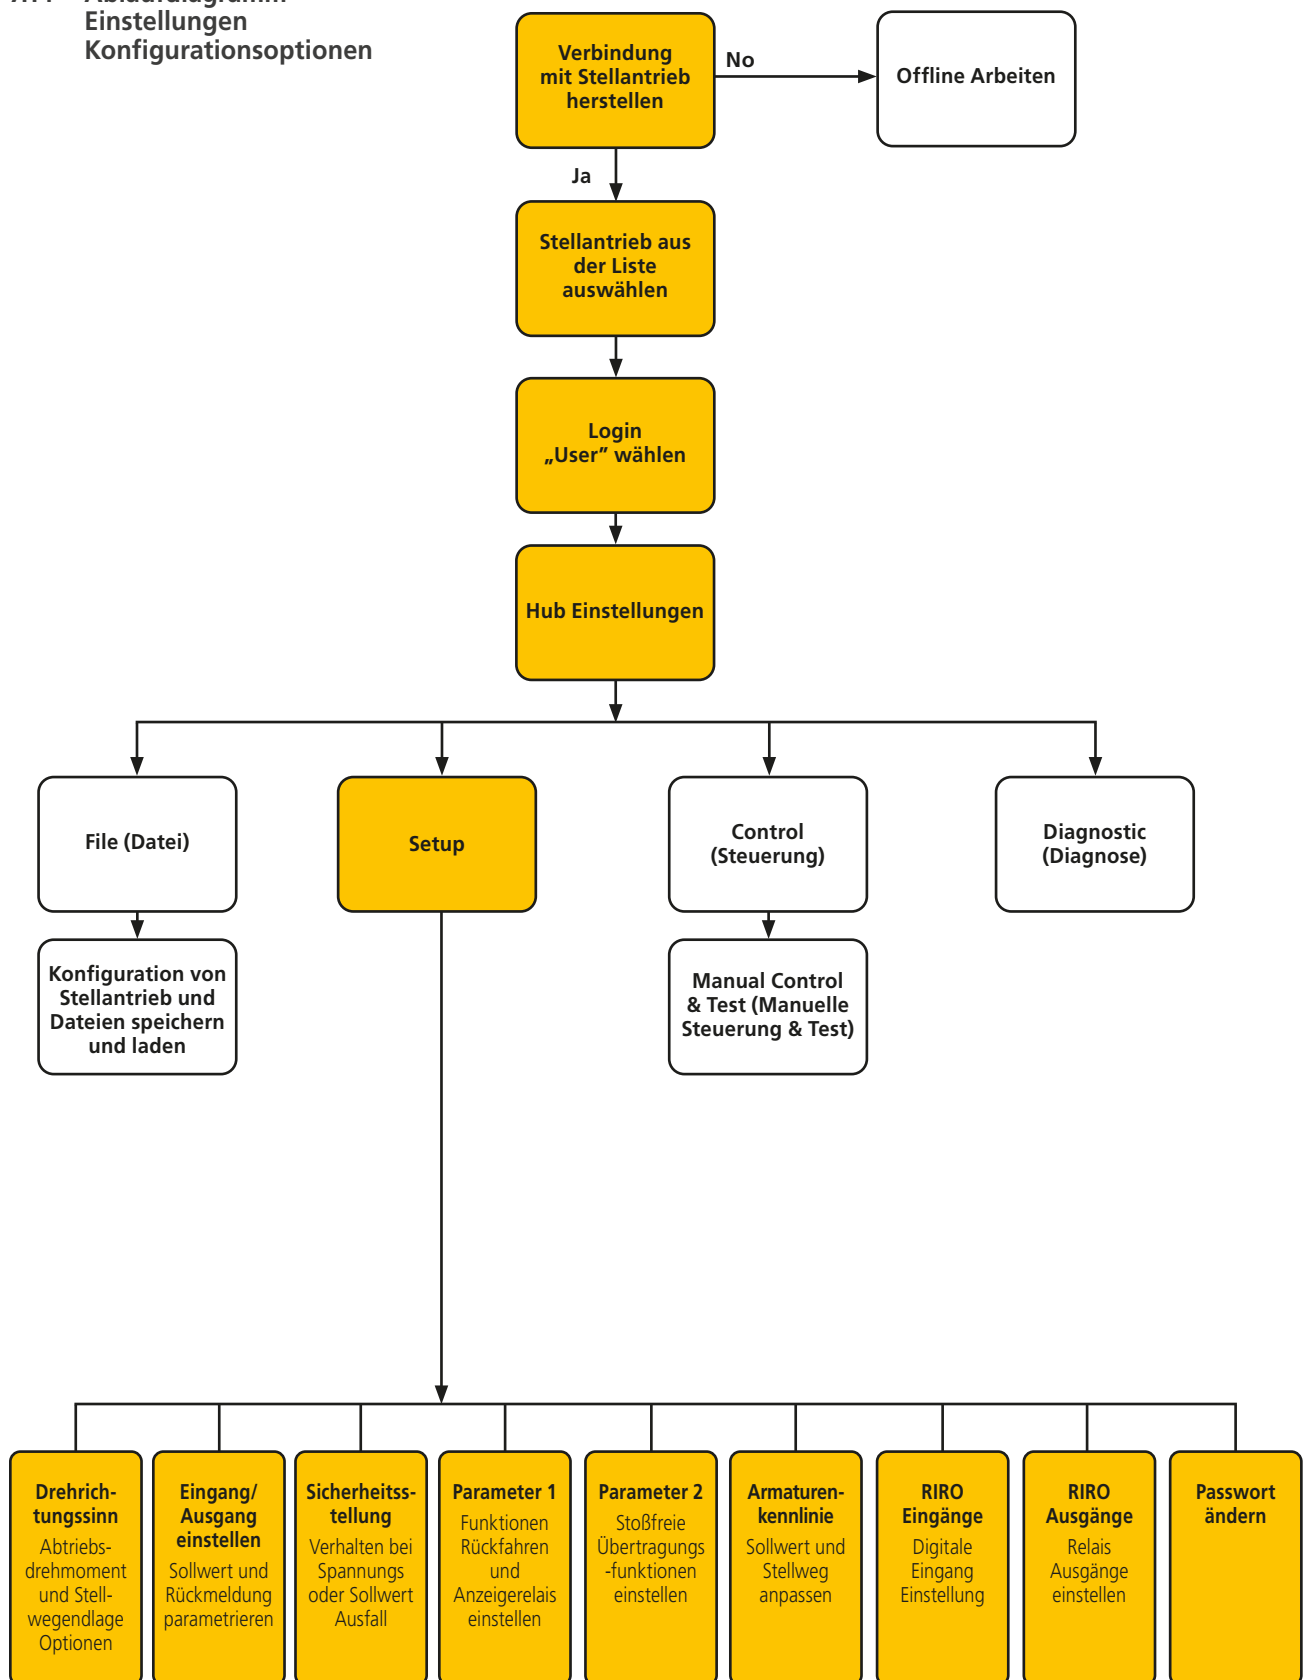 Ablaufdiagramm
Einstellungen
Konfigurationsoptionen
Verbindung
mit Stellantrieb
herstellen
No
Offline Arbeiten
Ja
Stellantrieb aus
der Liste
auswählen
Login
„User” wählen
Hub Einstellungen
File (Datei)
Setup
Control
(Steuerung)
Diagnostic
(Diagnose)
Konfiguration von
Stellantrieb und
Dateien speichern
und laden
Manual Control
& Test (Manuelle
Steuerung & Test)
Drehrich-
tungssinn
Abtriebs-
drehmoment
und Stell-
wegendlage
Optionen
Eingang/
Ausgang
einstellen
Sollwert und
Rückmeldung
parametrieren
Sicherheitss-
tellung
Verhalten bei
Spannungs
oder Sollwert
Ausfall
Parameter 1
Funktionen
Rückfahren
und
Anzeigerelais
einstellen
Parameter 2
Stoßfreie
Übertragungs
-funktionen
einstellen
Armaturen-
kennlinie
Sollwert und
Stellweg
anpassen
RIRO
Eingänge
Digitale
Eingang
Einstellung
RIRO
Ausgänge
Relais
Ausgänge
einstellen
Passwort
ändern